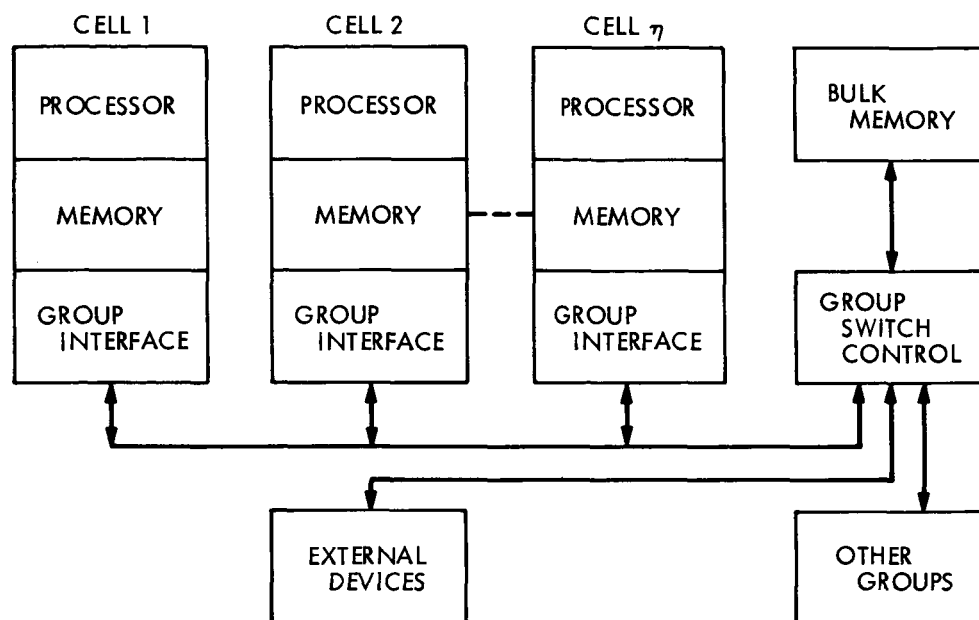 CELL 1
PROCESSOR
MEMORY
GROUP
INTERFACE
CELL 2
PROCESSOR
MEMORY
GROUP
INTERFACE
CELL η
PROCESSOR
MEMORY
GROUP
INTERFACE
BULK
MEMORY
GROUP
SWITCH
CONTROL
EXTERNAL
DEVICES
OTHER
GROUPS